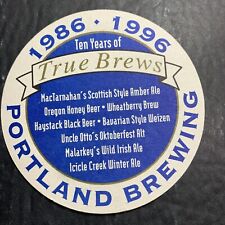 1986 • 1996
Ten Years of
True Brews
MacTarnahan's Scottish Style Amber Ale
Oregon Honey Beer • Wheatberry Brew
Haystack Black Beer • Bavarian Style Weizen
Uncle Otto's Oktoberfest Alt
Malarkey's Wild Irish Ale
Icicle Creek Winter Ale
PORTLAND BREWING